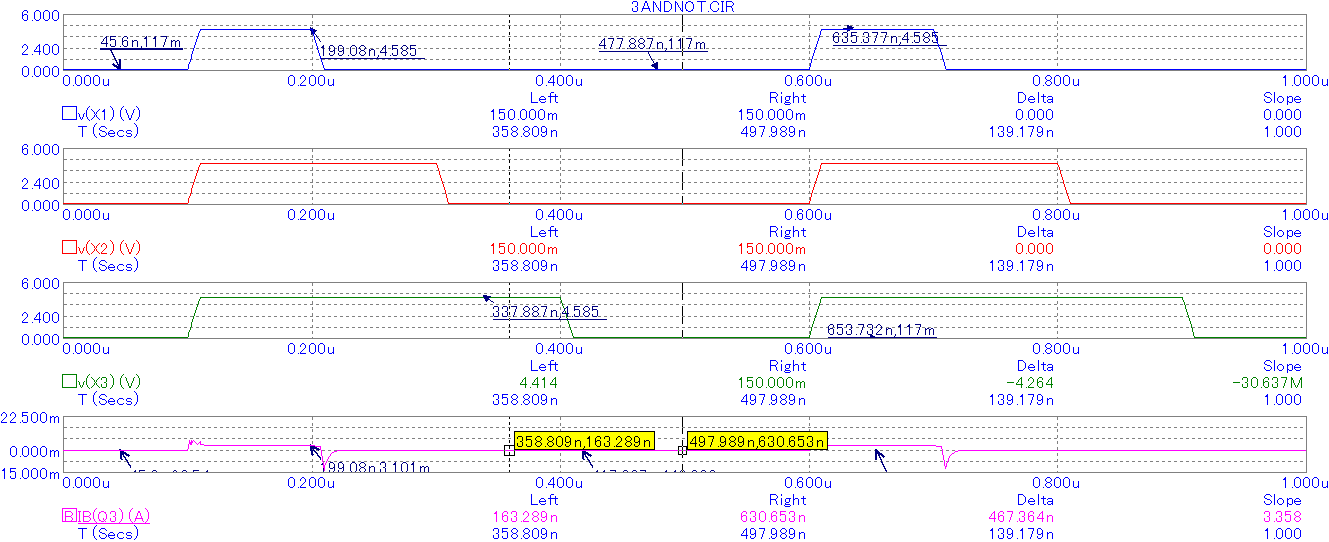 3ANDNOT.CIR
6.000
45.6n,117m
199.08n,4.585
477.887n,117m
635.377n,4.585
2.400
0.000
0.000u 0.200u 0.400u 0.600u 0.800u 1.000u
Left Right Delta Slope
v(X1) (V) 150.000m 150.000m 0.000 0.000
T (Secs) 358.809n 497.989n 139.179n 1.000
6.000
2.400
0.000
0.000u 0.200u 0.400u 0.600u 0.800u 1.000u
Left Right Delta Slope
v(X2) (V) 150.000m 150.000m 0.000 0.000
T (Secs) 358.809n 497.989n 139.179n 1.000
6.000
337.887n,4.585
2.400
653.732n,117m
0.000
0.000u 0.200u 0.400u 0.600u 0.800u 1.000u
Left Right Delta Slope
v(X3) (V) 4.414 150.000m -4.264 -30.637M
T (Secs) 358.809n 497.989n 139.179n 1.000
22.500m
358.809n,163.289n 497.989n,630.653n
0.000m
99.08n,3.101m
15.000m
0.000u 0.200u 0.400u 0.600u 0.800u 1.000u
Left Right Delta Slope
IB(Q3) (A) 163.289n 630.653n 467.364n 3.358
T (Secs) 358.809n 497.989n 139.179n 1.000